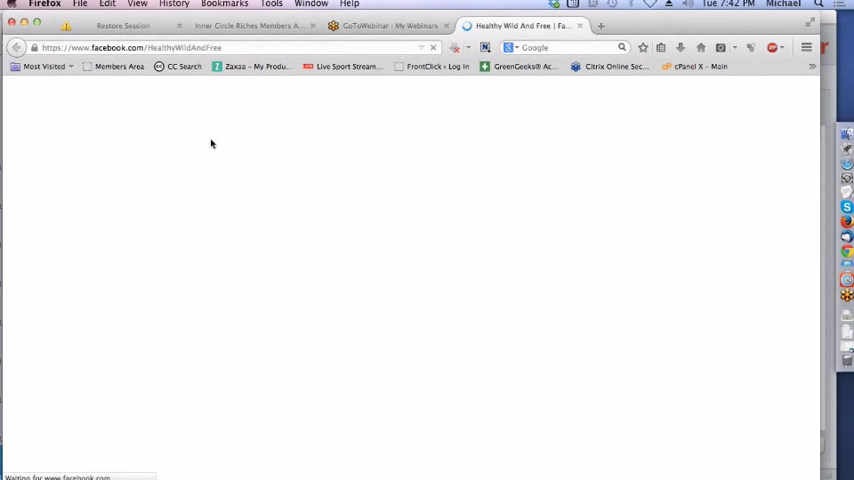 Firefox File Edit View History Bookmarks Tools Window Help Tue 7:42 PM Michael
Restore Session × Inner Circle Riches Members A... × GoToWebinar : My Webinars × Healthy Wild And Free | Fa... × +
https://www.facebook.com/HealthyWildAndFree Google
Most Visited Members Area CC Search Zaxaa – My Produ... Live Sport Stream... FrontClick › Log In GreenGeeks® Ac... Citrix Online Sec... cPanel X – Main »
Waiting for www.facebook.com